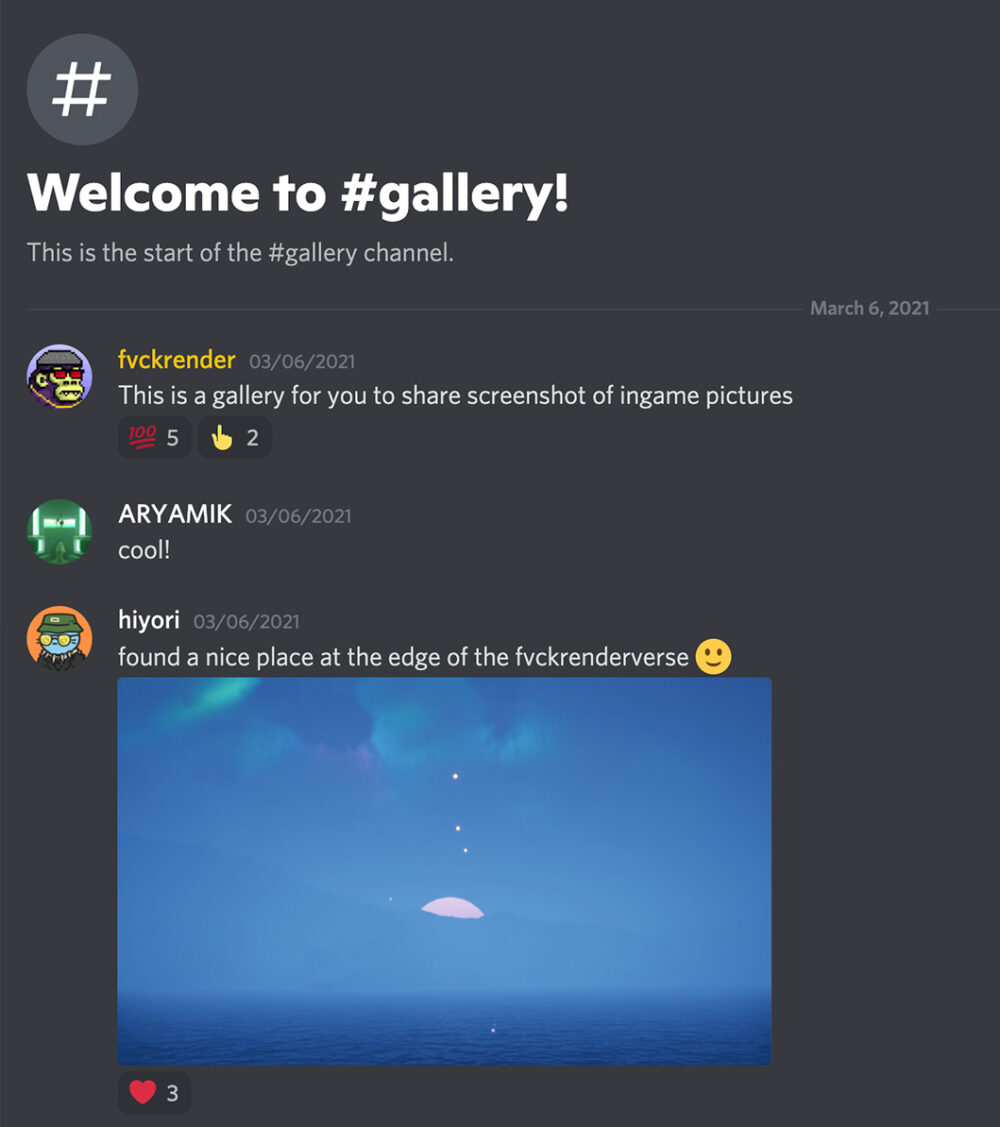 #
Welcome to #gallery!
This is the start of the #gallery channel.
March 6, 2021
fvckrender 03/06/2021
This is a gallery for you to share screenshot of ingame pictures
💯 5 👆 2
ARYAMIK 03/06/2021
cool!
hiyori 03/06/2021
found a nice place at the edge of the fvckrenderverse 🙂
❤️ 3